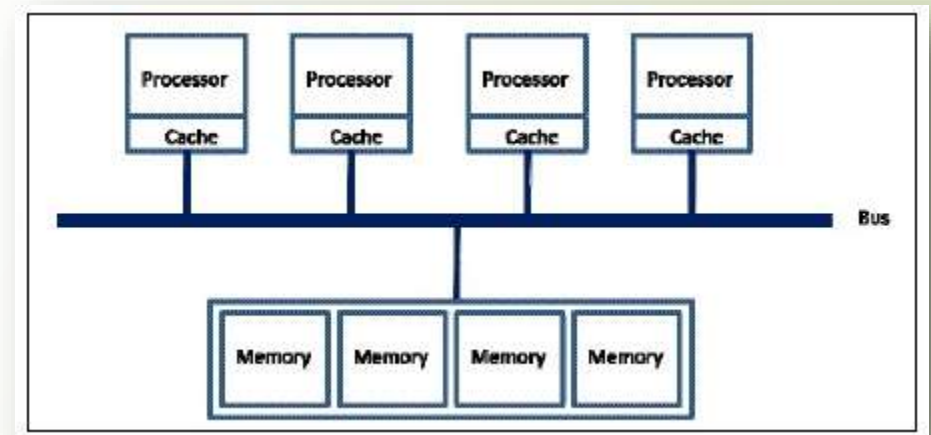 Processor Processor Processor Processor
Cache Cache Cache Cache
Bus
Memory Memory Memory Memory